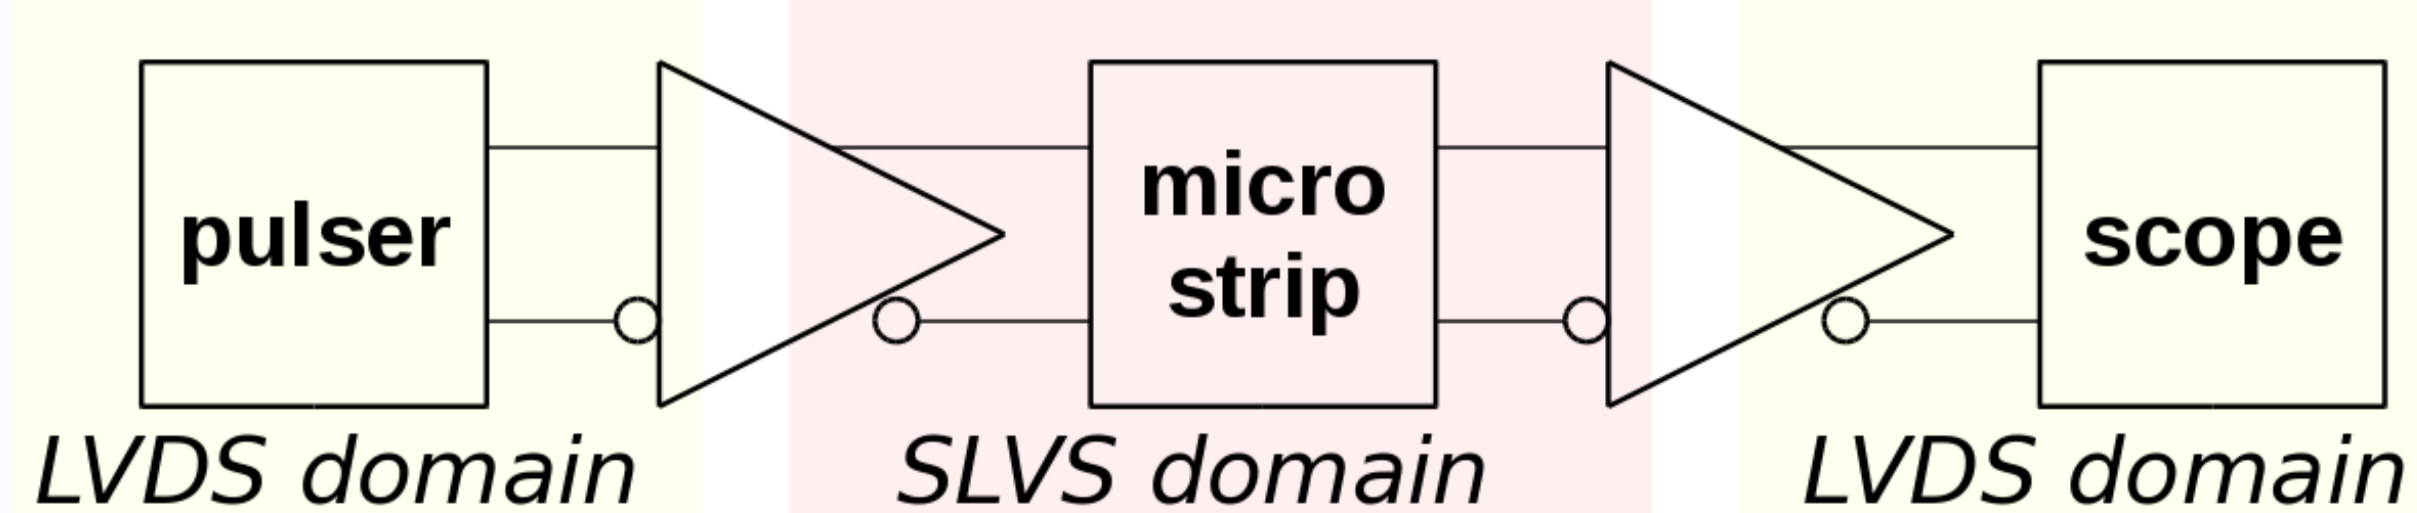 pulser
micro
strip
scope
LVDS domain
SLVS domain
LVDS domain